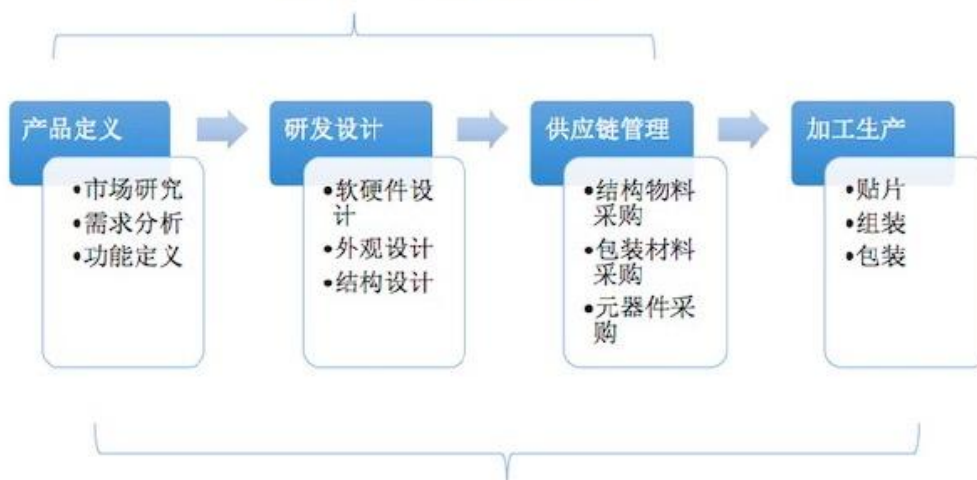 产品定义
•市场研究
•需求分析
•功能定义
研发设计
•软硬件设
计
•外观设计
•结构设计
供应链管理
•结构物料
采购
•包装材料
采购
•元器件采
购
加工生产
•贴片
•组装
•包装